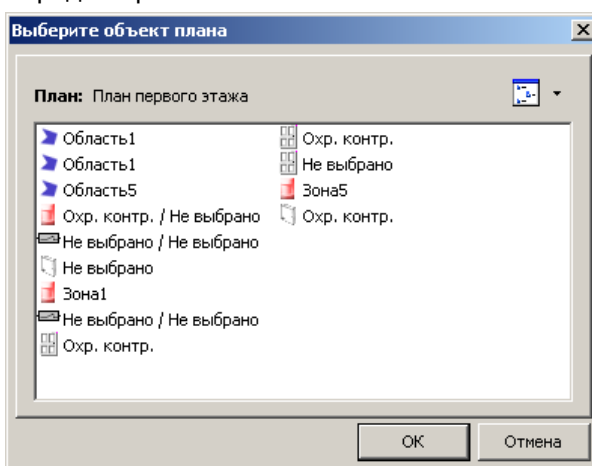 Выберите объект плана
План: План первого этажа
Область1
Область1
Область5
Охр. контр. / Не выбрано
Не выбрано / Не выбрано
Не выбрано
Зона1
Не выбрано / Не выбрано
Охр. контр.
Охр. контр.
Не выбрано
Зона5
Охр. контр.
ОК
Отмена